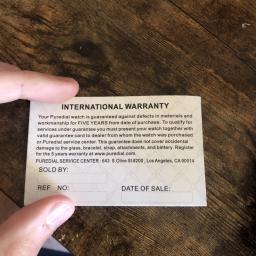 INTERNATIONAL WARRANTY
Your Puredial watch is guaranteed against defects in materials and
workmanship for FIVE YEARS from date of purchase. To qualify for
services under guarantee you must present your watch together with
valid guarantee card to dealer from whom the watch was purchased
or Puredial service center. This guarantee does not cover accidental
damage to the glass, bracelet, strap, attachments, and battery. Register
for the 5 years warranty at www.puredial.com.
PUREDIAL SERVICE CENTER : 643 S. Olive St #200 , Los Angeles, CA 90014
SOLD BY:
REF NO: DATE OF SALE: